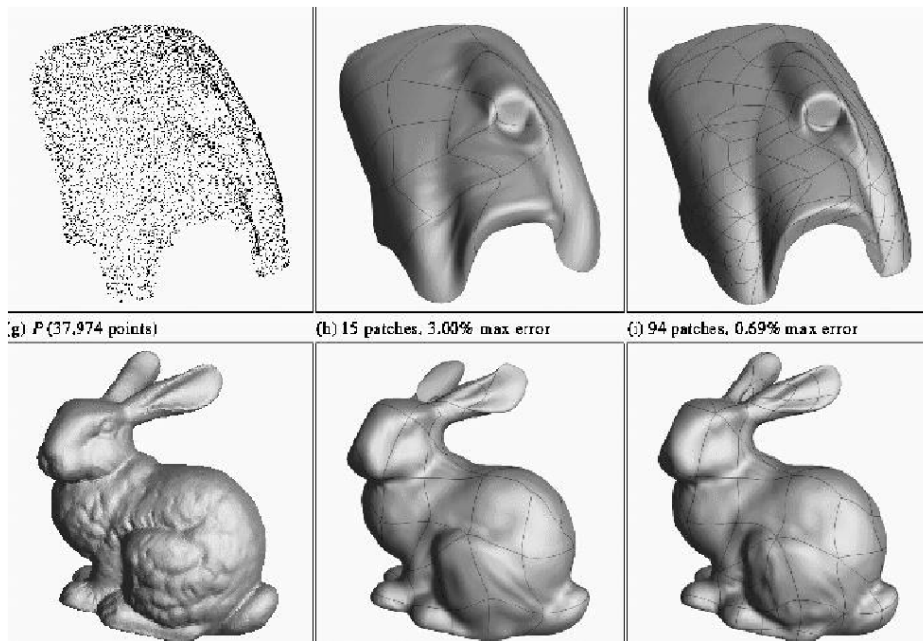 (g) P (37,974 points)
(h) 15 patches, 3.00% max error
(i) 94 patches, 0.69% max error